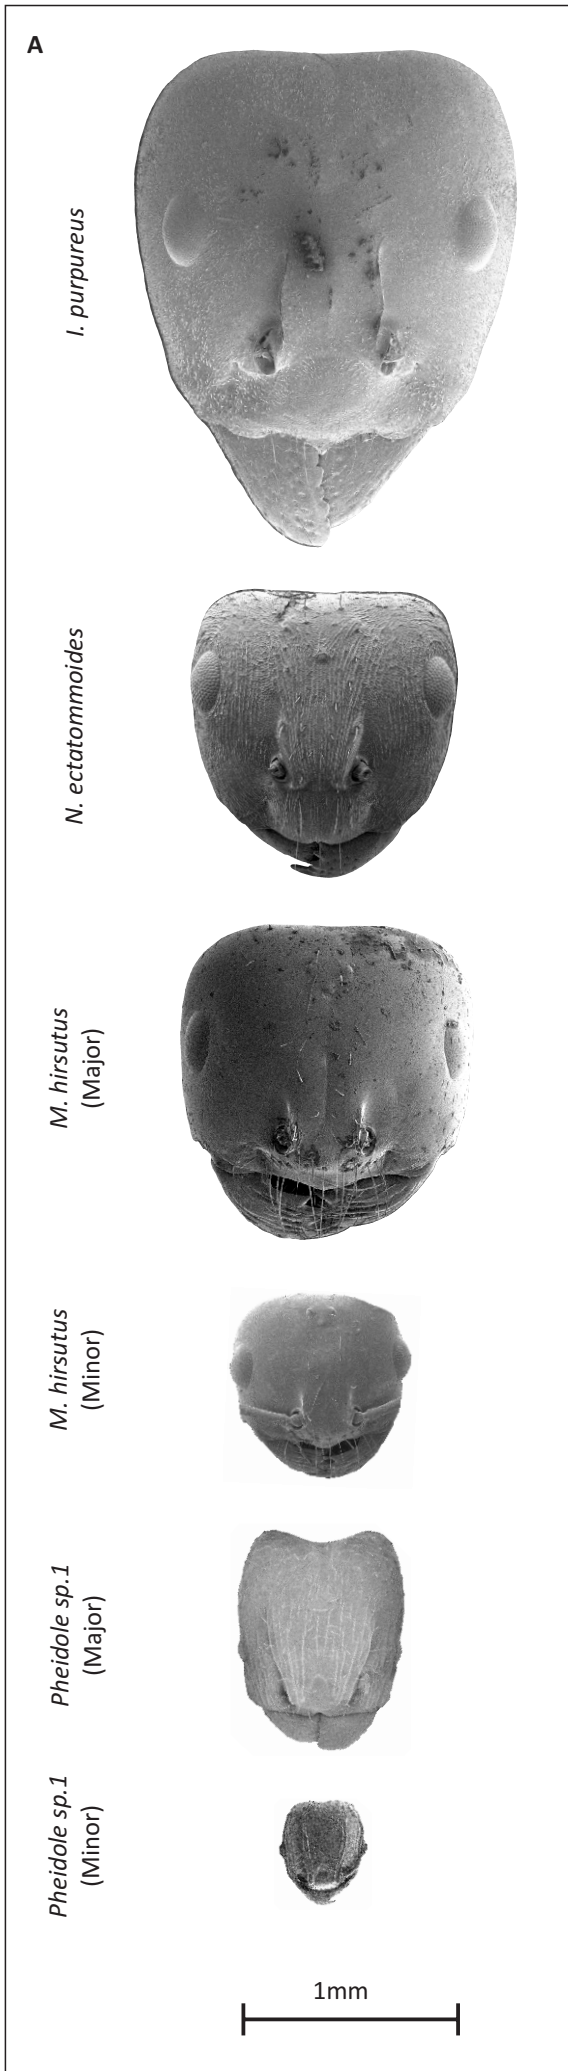 A
I. purpureus
N. ectatommoides
M. hirsutus
(Major)
M. hirsutus
(Minor)
Pheidole sp.1
(Major)
Pheidole sp.1
(Minor)
1mm